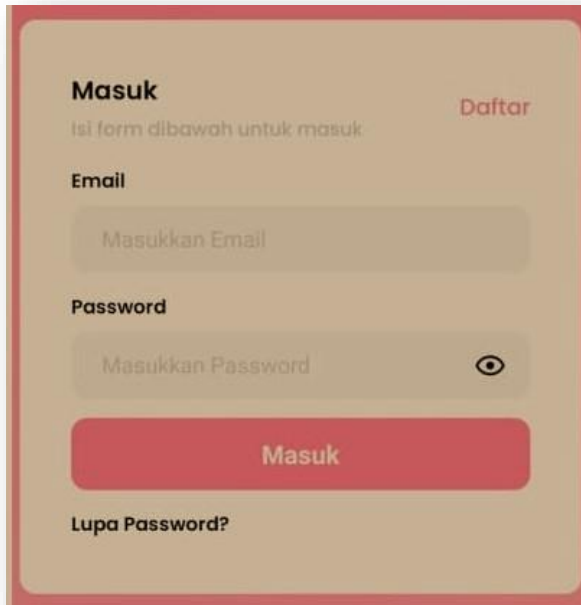 Masuk
Daftar
Isi form dibawah untuk masuk
Email
Masukkan Email
Password
Masukkan Password
Masuk
Lupa Password?